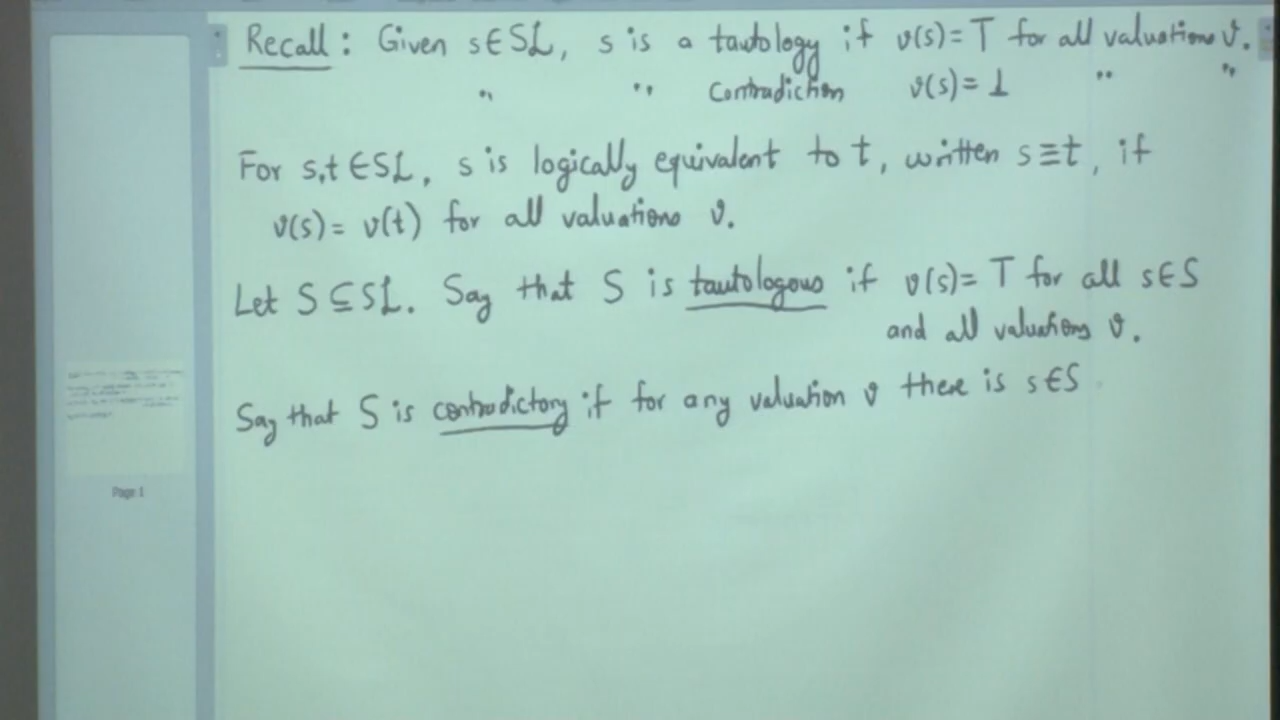 Recall: Given s∈SL, s is a tautology if v(s)=T for all valuations v.
" " contradiction v(s)=⊥ " "
For s,t∈SL, s is logically equivalent to t, written s≡t, if
v(s)= v(t) for all valuations v.
Let S⊆SL. Say that S is tautologous if v(s)=T for all s∈S
and all valuations v.
Say that S is contradictory if for any valuation v there is s∈S
Page 1